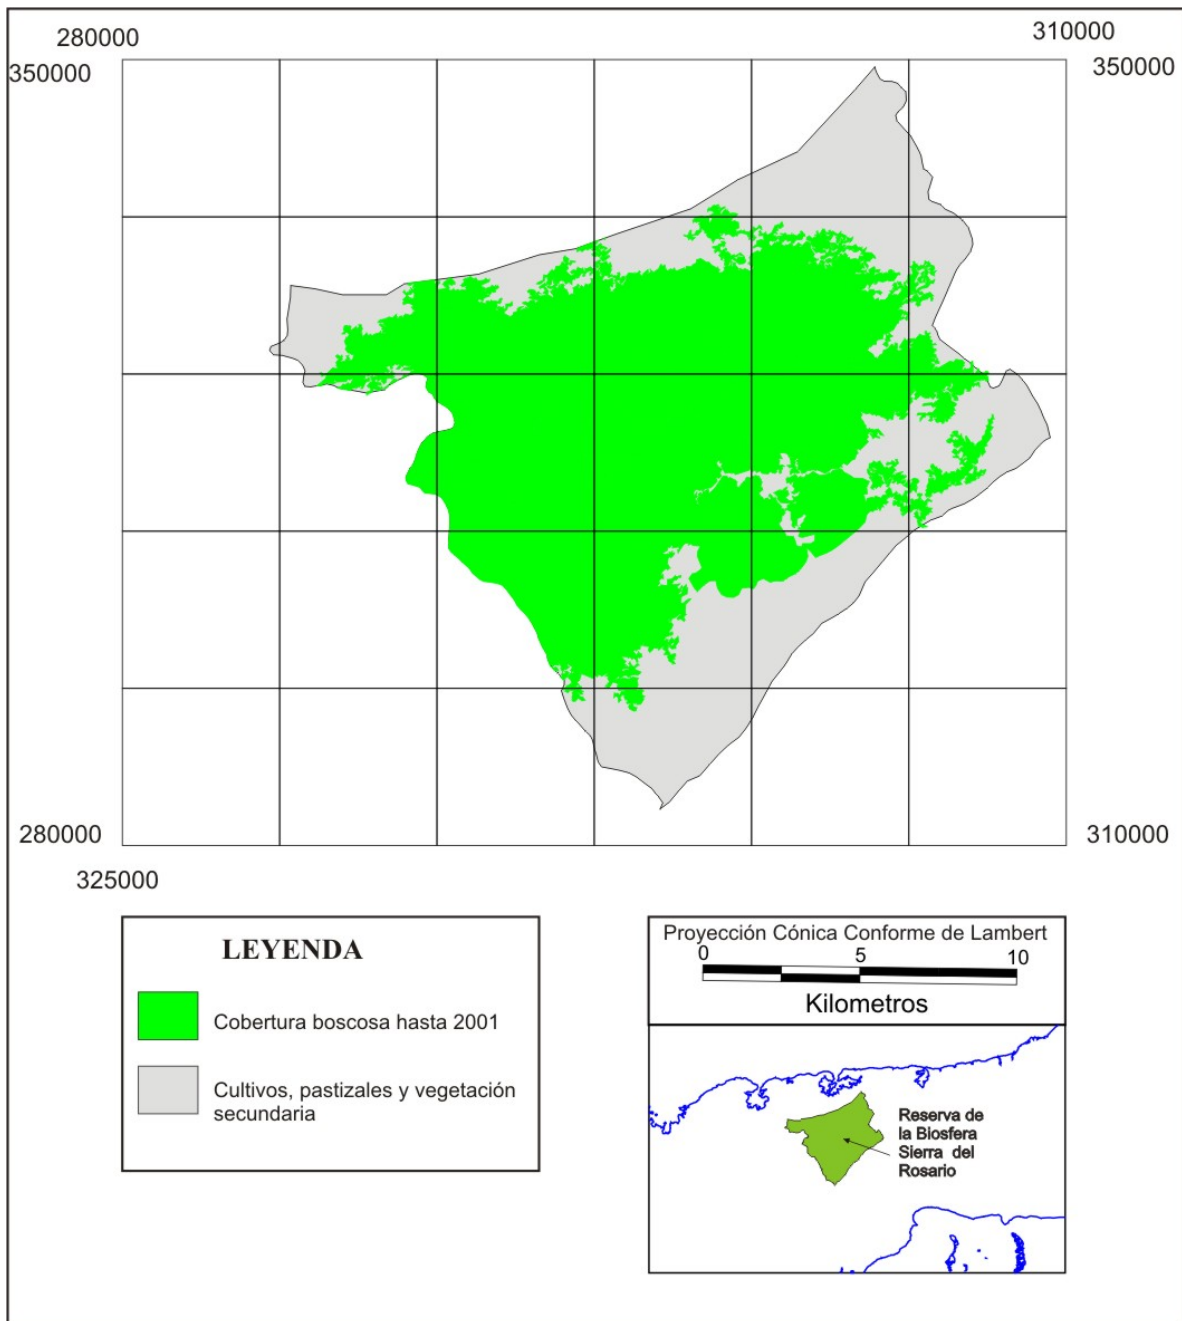 280000
310000
350000
350000
280000
310000
325000
LEYENDA
Cobertura boscosa hasta 2001
Cultivos, pastizales y vegetación
secundaria
Proyección Cónica Conforme de Lambert
0 5 10
Kilometros
Reserva de
la Biosfera
Sierra del
Rosario